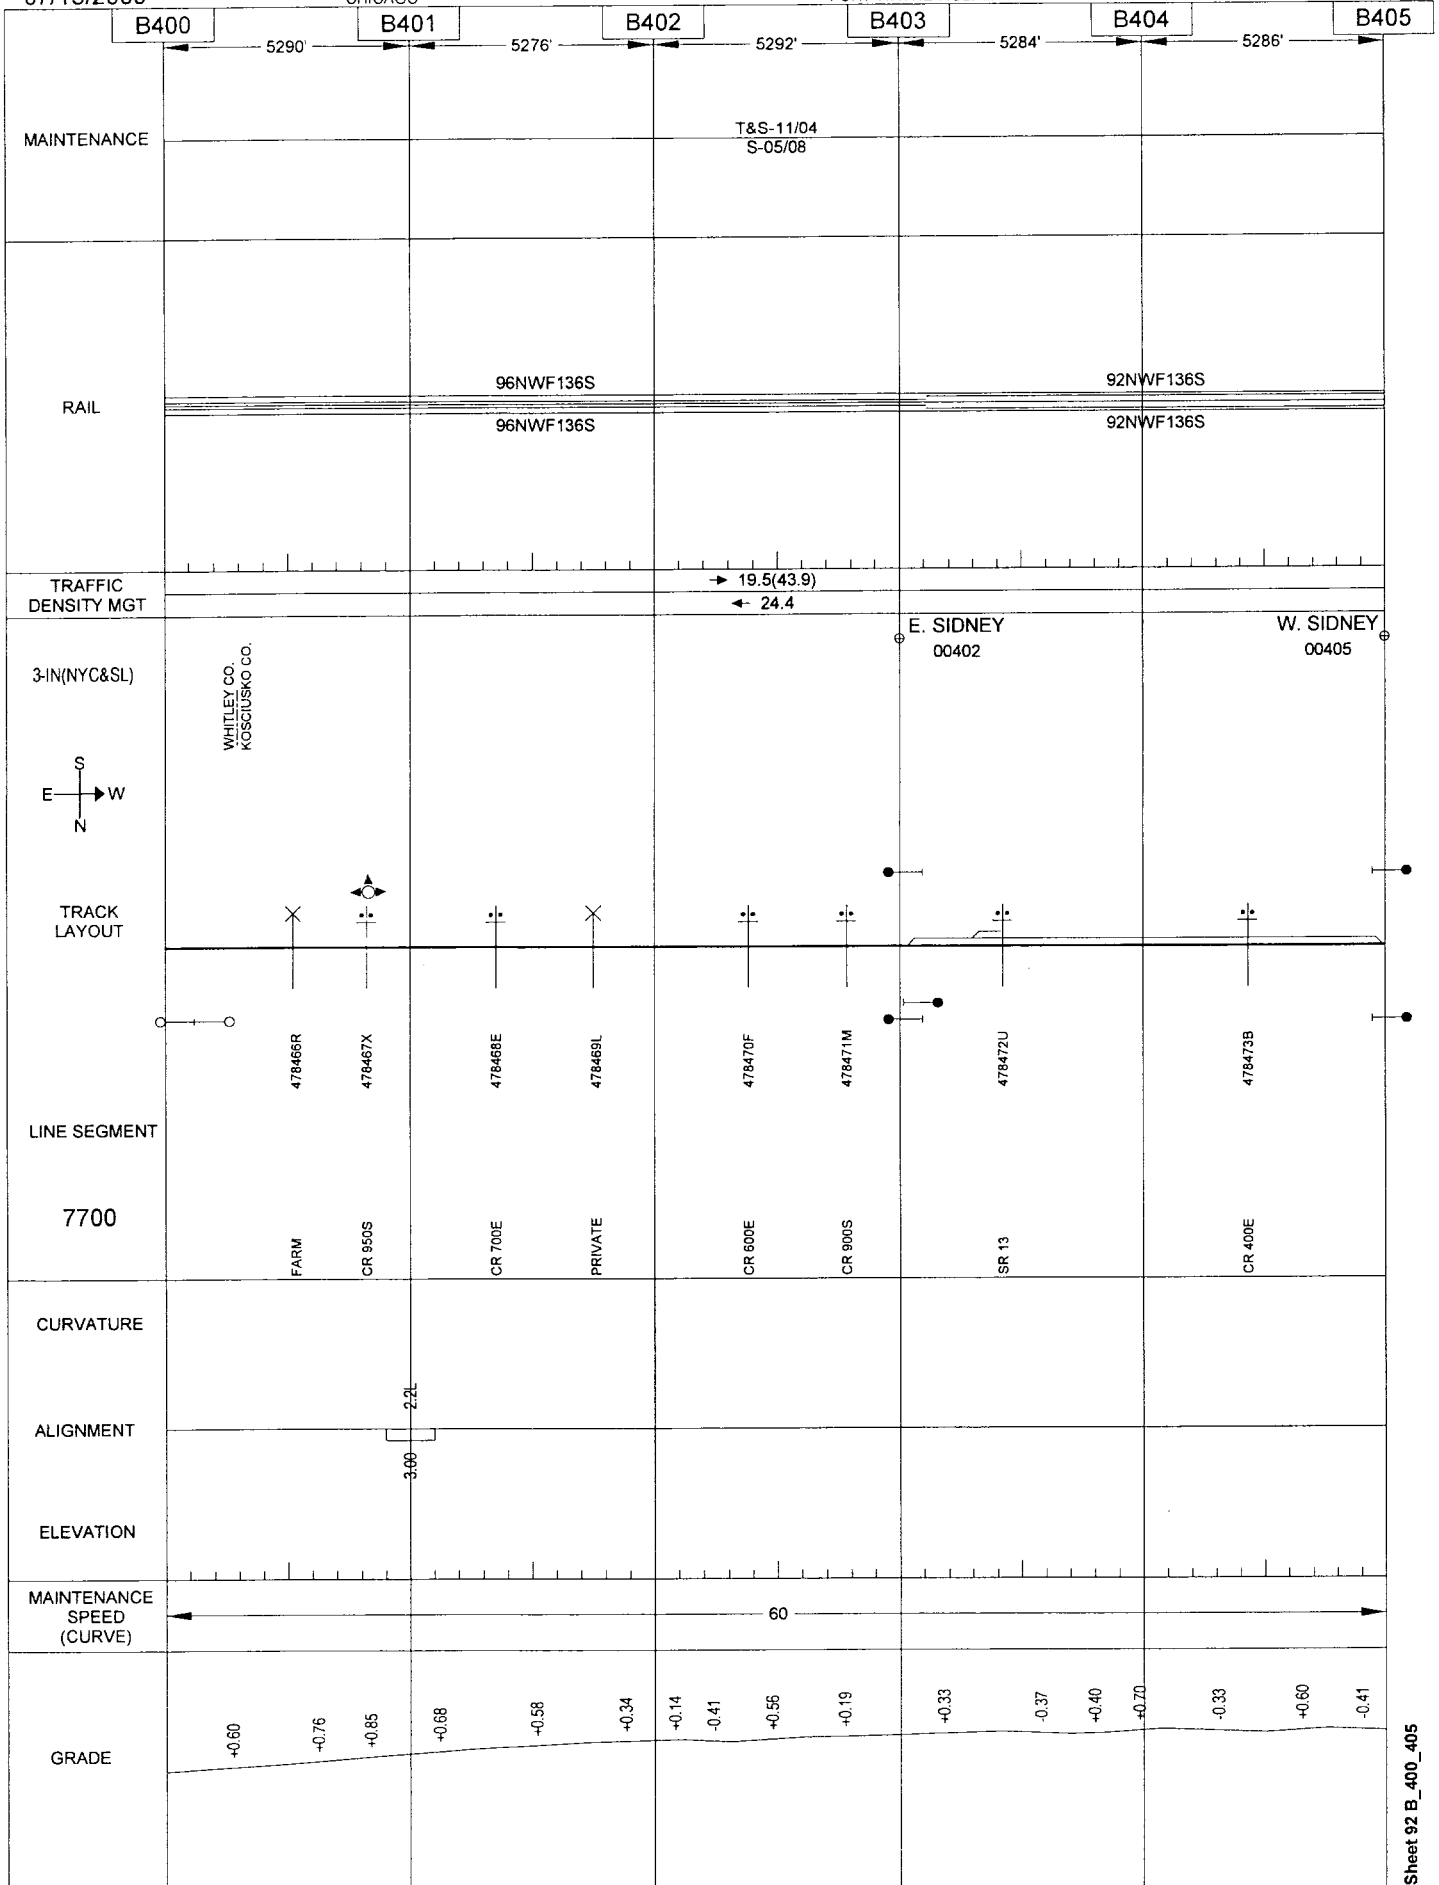 B400 B401 B402 B403 B404 B405
5290' 5276' 5292' 5284' 5286'
MAINTENANCE
T&S-11/04
S-05/08
RAIL
96NWF136S 92NWF136S
96NWF136S 92NWF136S
TRAFFIC
DENSITY MGT
→ 19.5(43.9)
← 24.4
E. SIDNEY
00402
W. SIDNEY
00405
3-IN(NYC&SL)
WHITLEY CO.
KOSCIUSKO CO.
S
E W
N
TRACK
LAYOUT
478466R
478467X
478468E
478469L
478470F
478471M
478472U
478473B
LINE SEGMENT
7700
FARM
CR 950S
CR 700E
PRIVATE
CR 600E
CR 900S
SR 13
CR 400E
CURVATURE
2.2L
ALIGNMENT
3.00
ELEVATION
MAINTENANCE
SPEED
(CURVE)
60
GRADE
+0.60
+0.76
+0.85
+0.68
+0.58
+0.34
+0.14
-0.41
+0.56
+0.19
+0.33
-0.37
+0.40
+0.70
-0.33
+0.60
-0.41
Sheet 92 B_400_405